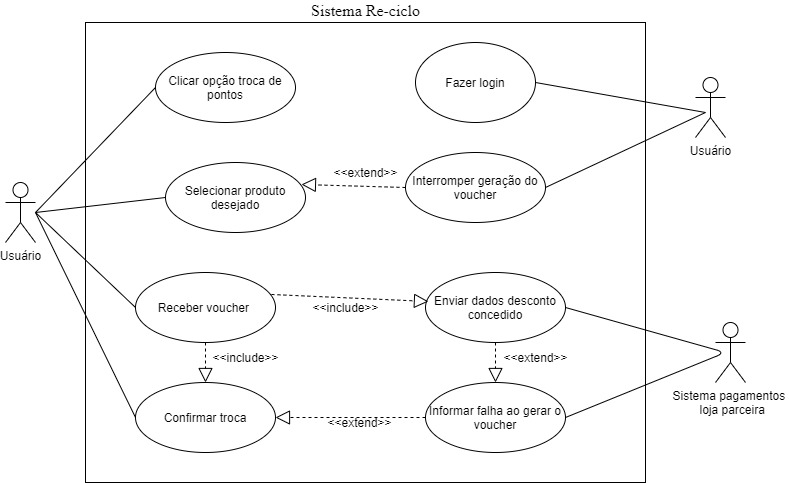 Sistema Re-ciclo
Clicar opção troca de
pontos
Fazer login
Usuário
<<extend>>
Selecionar produto
desejado
Interromper geração do
voucher
Usuário
Receber voucher
<<include>>
Enviar dados desconto
concedido
<<include>>
<<extend>>
Sistema pagamentos
loja parceira
Confirmar troca
<<extend>>
Informar falha ao gerar o
voucher